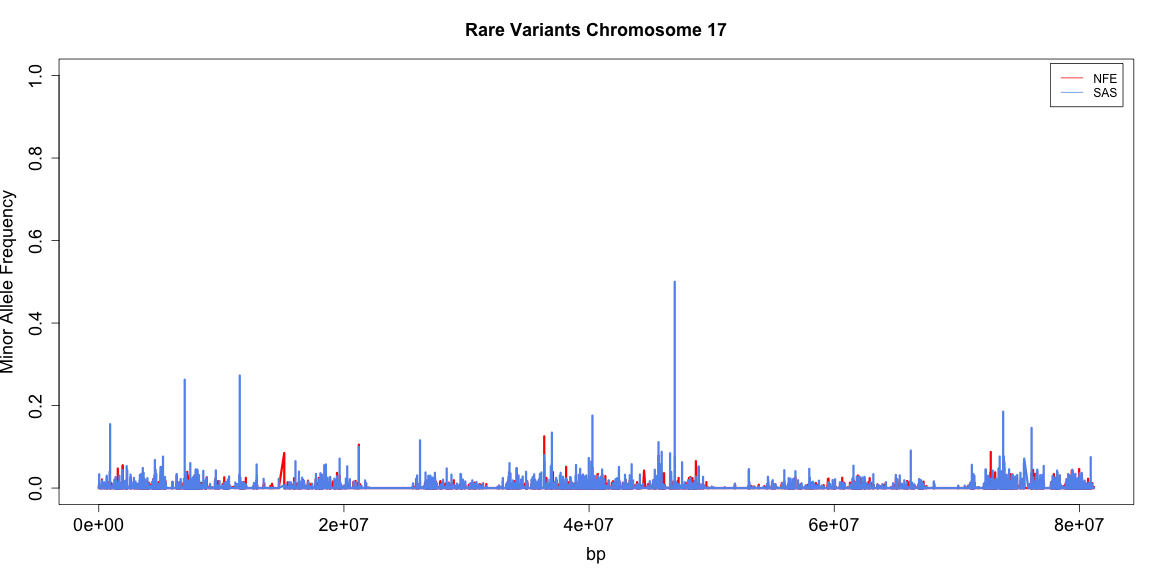 Rare Variants Chromosome 17
NFE
SAS
Minor Allele Frequency
1.0
0.8
0.6
0.4
0.2
0.0
0e+00 2e+07 4e+07 6e+07 8e+07
bp